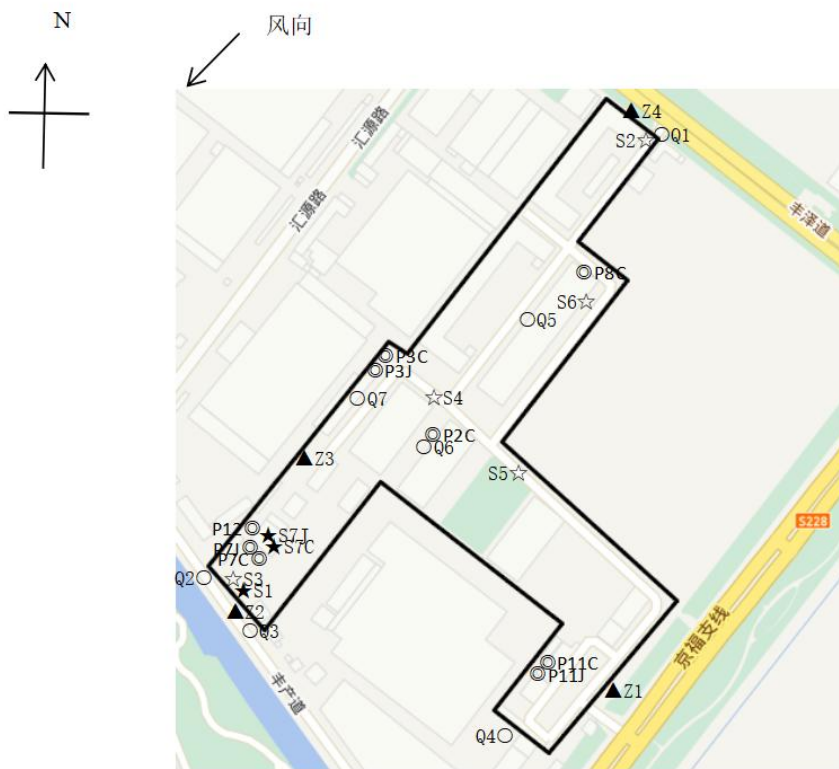 N
风向
汇源路
▲Z4
S2☆
○Q1
汇源路
丰泽道
◎P8C
S6☆
○Q5
◎P3C
◎P3J
○Q7
☆S4
◎P2C
○Q6
▲Z3
S5☆
S228
P12◎
★S7J
P7J◎
★S7C
P7C◎
Q2○
☆S3
★S1
▲Z2
○Q3
京福支线
丰产道
◎P11C
◎P11J
▲Z1
Q4○